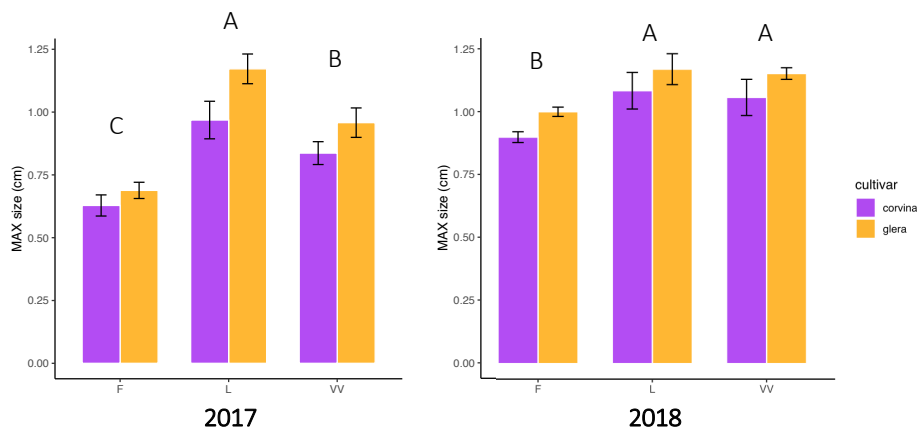 A
B
C
1.25
1.00
0.75
0.50
0.25
0.00
MAX size (cm)
F
L
VV
2017
A
A
B
1.25
1.00
0.75
0.50
0.25
0.00
MAX size (cm)
F
L
VV
2018
cultivar
corvina
glera